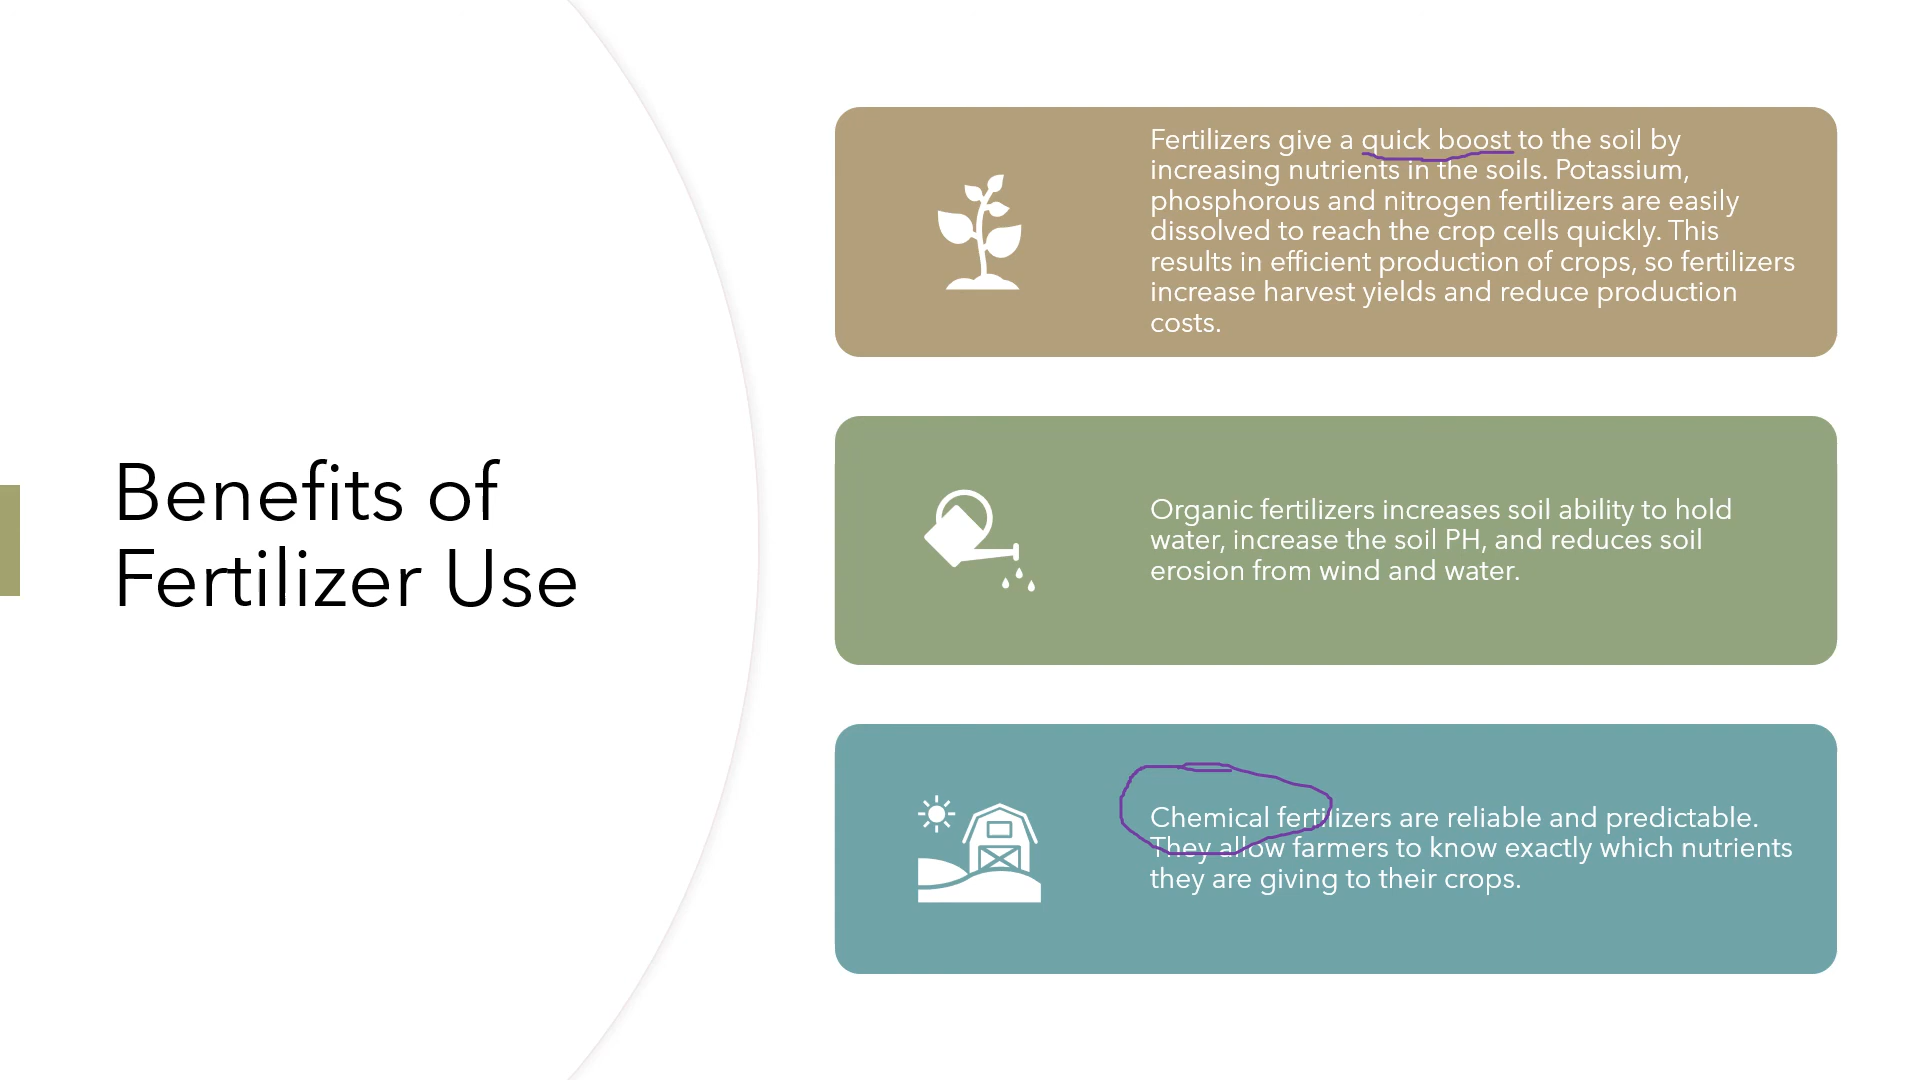 Benefits of
Fertilizer Use
Fertilizers give a quick boost to the soil by
increasing nutrients in the soils. Potassium,
phosphorous and nitrogen fertilizers are easily
dissolved to reach the crop cells quickly. This
results in efficient production of crops, so fertilizers
increase harvest yields and reduce production
costs.
Organic fertilizers increases soil ability to hold
water, increase the soil PH, and reduces soil
erosion from wind and water.
Chemical fertilizers are reliable and predictable.
They allow farmers to know exactly which nutrients
they are giving to their crops.